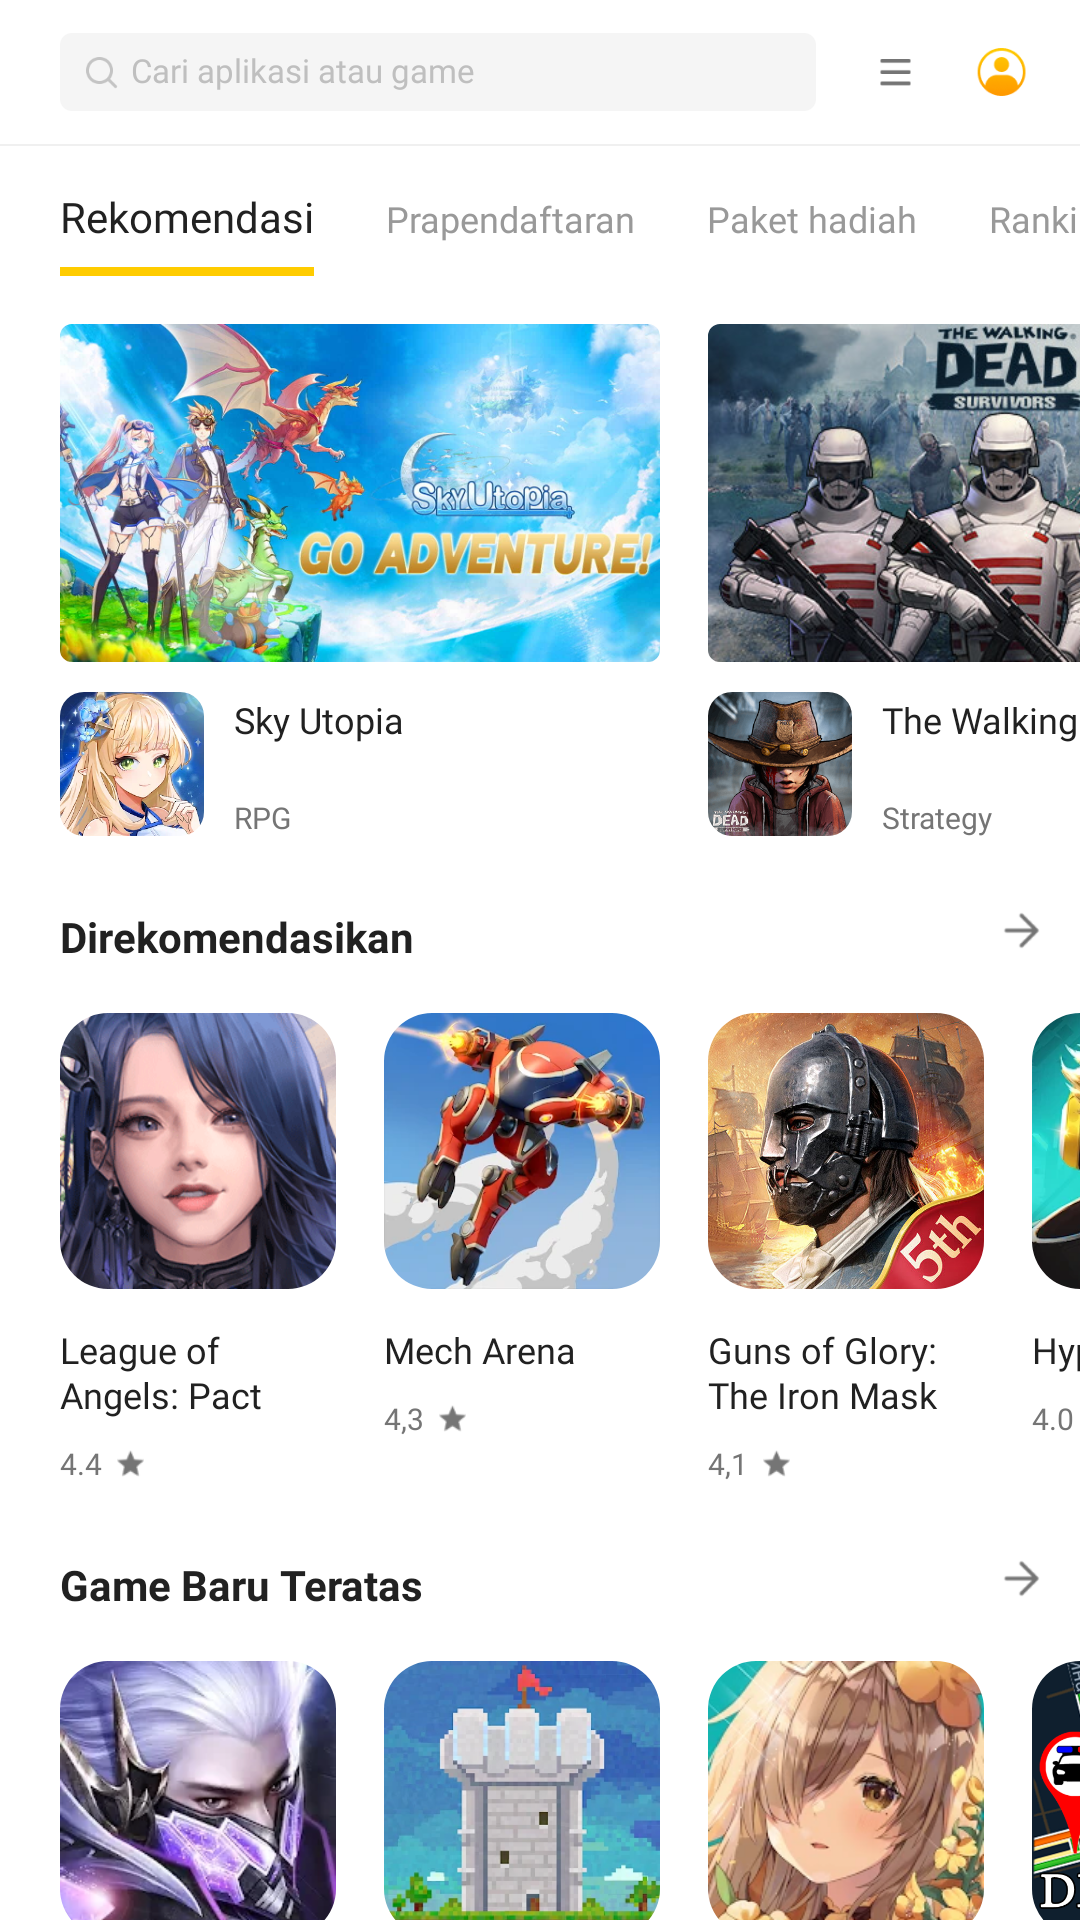 Cari aplikasi atau game
Rekomendasi
Prapendaftaran
Paket hadiah
Ranki
SkyUtopia
GO ADVENTURE!
THE WALKING
DEAD
SURVIVORS
Sky Utopia
RPG
DEAD
The Walking
Strategy
Direkomendasikan
5th
League of
Angels: Pact
4.4
Mech Arena
4,3
Guns of Glory:
The Iron Mask
4,1
Hyp
4.0
Game Baru Teratas